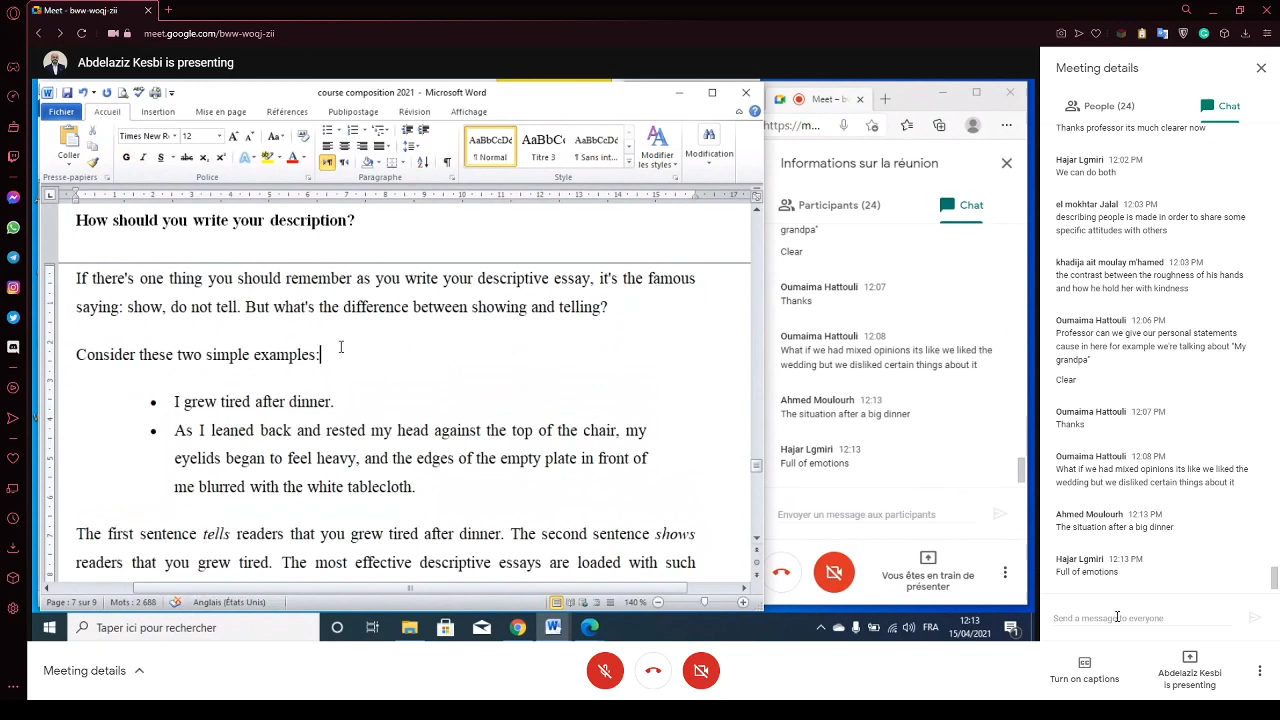 Meet - bww-woqj-zii
meet.google.com/bww-woqj-zii
Abdelaziz Kesbi is presenting
course composition 2021 - Microsoft Word
Fichier
Accueil
Insertion
Mise en page
Références
Publipostage
Révision
Affichage
Times New R
12
Coller
Presse-papiers
Police
Paragraphe
AaBbCcDc
¶ Normal
AaBbC
Titre 3
AaBbCcDc
¶ Sans int...
Modifier
les styles
Style
Modification
1 2 3 4 5 6 7 8 9 10 11 12 13 14 15 17
How should you write your description?
If there's one thing you should remember as you write your descriptive essay, it's the famous
saying: show, do not tell. But what's the difference between showing and telling?
Consider these two simple examples:
• I grew tired after dinner.
• As I leaned back and rested my head against the top of the chair, my
eyelids began to feel heavy, and the edges of the empty plate in front of
me blurred with the white tablecloth.
The first sentence tells readers that you grew tired after dinner. The second sentence shows
readers that you grew tired. The most effective descriptive essays are loaded with such
Page : 7 sur 9
Mots : 2 688
Anglais (États Unis)
140 %
Meet – b
https://m...
Informations sur la réunion
Participants (24)
Chat
grandpa"
Clear
Oumaima Hattouli 12:07
Thanks
Oumaima Hattouli 12:08
What if we had mixed opinions its like we liked the
wedding but we disliked certain things about it
Ahmed Moulourh 12:13
The situation after a big dinner
Hajar Lgmiri 12:13
Full of emotions
Envoyer un message aux participants
Vous êtes en train de
présenter
Taper ici pour rechercher
FRA
12:13
15/04/2021
Meeting details
People (24)
Chat
Thanks professor its much clearer now
Hajar Lgmiri 12:02 PM
We can do both
el mokhtar Jalal 12:03 PM
describing people is made in order to share some
specific attitudes with others
khadija ait moulay m'hamed 12:03 PM
the contrast between the roughness of his hands
and how he hold her with kindness
Oumaima Hattouli 12:06 PM
Professor can we give our personal statements
cause in here for example we're talking about "My
grandpa"
Clear
Oumaima Hattouli 12:07 PM
Thanks
Oumaima Hattouli 12:08 PM
What if we had mixed opinions its like we liked the
wedding but we disliked certain things about it
Ahmed Moulourh 12:13 PM
The situation after a big dinner
Hajar Lgmiri 12:13 PM
Full of emotions
Send a message to everyone
Meeting details
Turn on captions
Abdelaziz Kesbi
is presenting